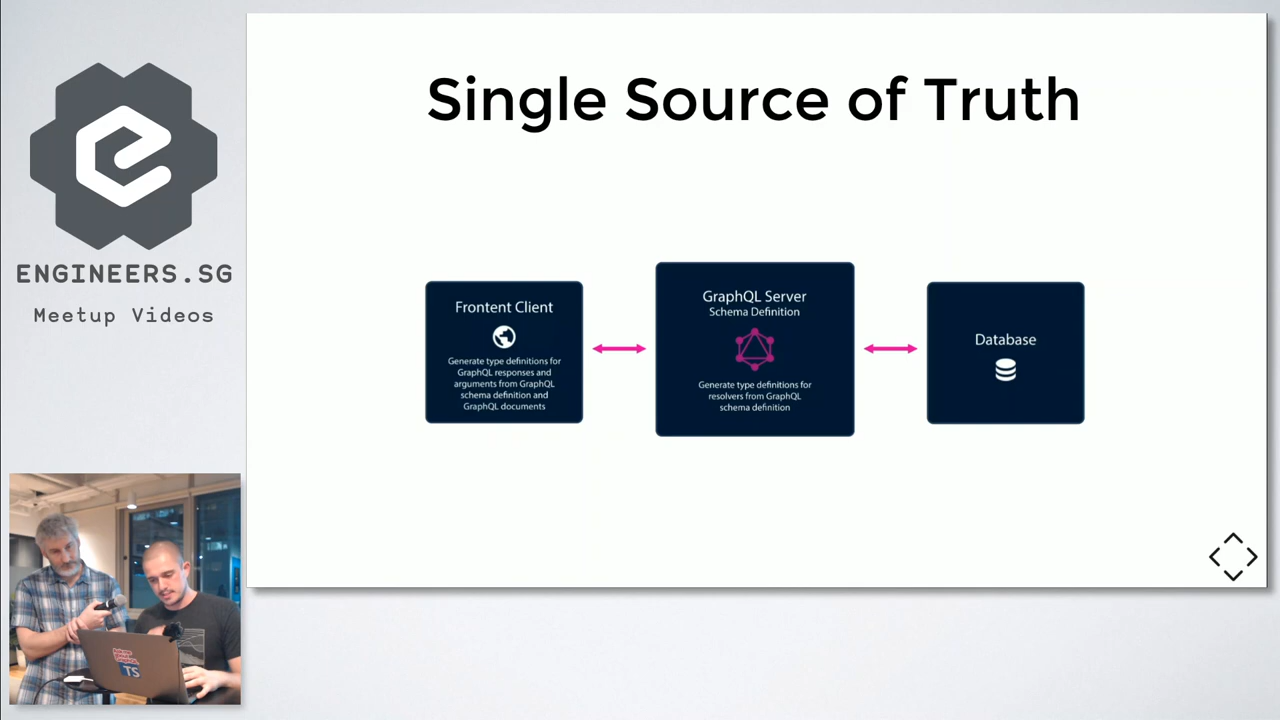 ENGINEERS.SG
Meetup Videos
Single Source of Truth
Frontent Client
Generate type definitions for
GraphQL responses and
arguments from GraphQL
schema definition and
GraphQL documents
GraphQL Server
Schema Definition
Generate type definitions for
resolvers from GraphQL
schema definition
Database
TS